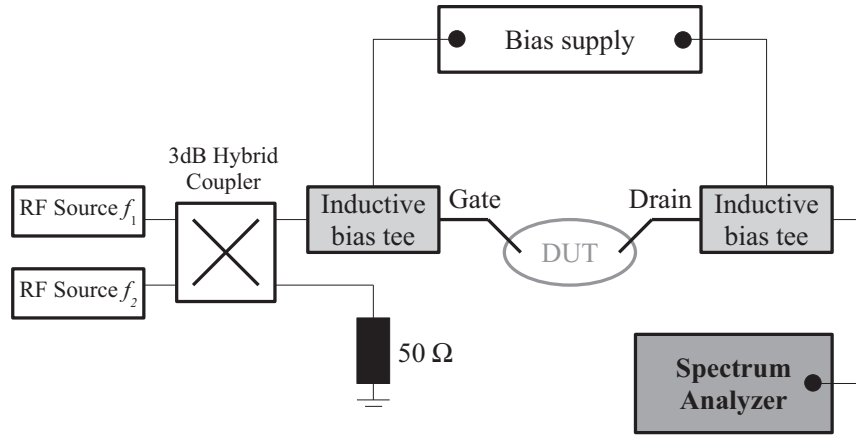 Bias supply
3dB Hybrid
Coupler
RF Source f1
RF Source f2
Inductive
bias tee
Gate
DUT
Drain
Inductive
bias tee
50 Ω
Spectrum
Analyzer